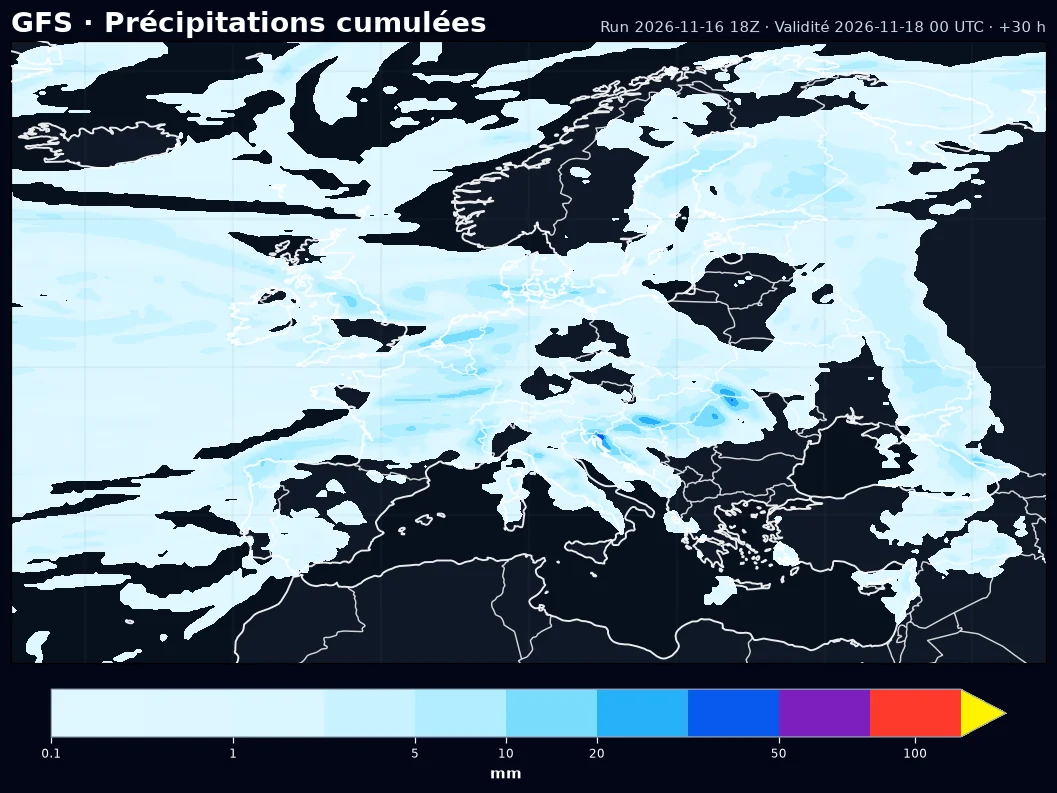 GFS · Précipitations cumulées
Run 2026-11-16 18Z · Validité 2026-11-18 00 UTC · +30 h
0.1 1 5 10 20 50 100
mm